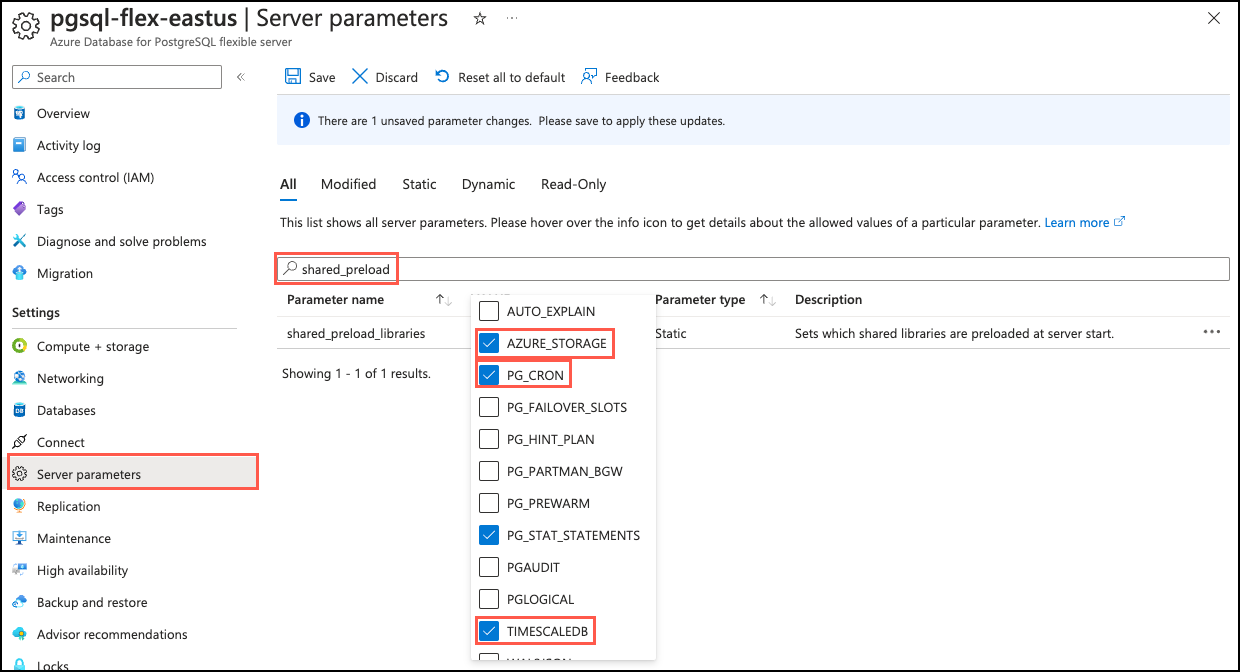 pgsql-flex-eastus | Server parameters
Azure Database for PostgreSQL flexible server
Search
Overview
Activity log
Access control (IAM)
Tags
Diagnose and solve problems
Migration
Settings
Compute + storage
Networking
Databases
Connect
Server parameters
Replication
Maintenance
High availability
Backup and restore
Advisor recommendations
Locks
Save Discard Reset all to default Feedback
There are 1 unsaved parameter changes. Please save to apply these updates.
All Modified Static Dynamic Read-Only
This list shows all server parameters. Please hover over the info icon to get details about the allowed values of a particular parameter. Learn more
shared_preload
Parameter name Parameter type Description
shared_preload_libraries Static Sets which shared libraries are preloaded at server start.
Showing 1 - 1 of 1 results.
AUTO_EXPLAIN
AZURE_STORAGE
PG_CRON
PG_FAILOVER_SLOTS
PG_HINT_PLAN
PG_PARTMAN_BGW
PG_PREWARM
PG_STAT_STATEMENTS
PGAUDIT
PGLOGICAL
TIMESCALEDB